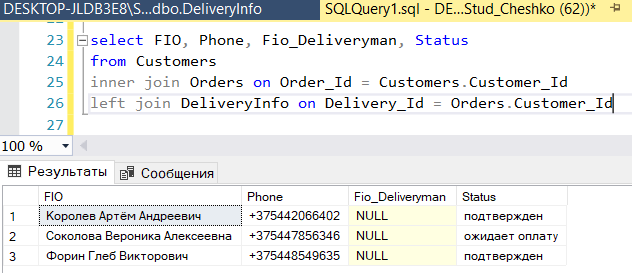 DESKTOP-JLDB3E8\S...dbo.DeliveryInfo SQLQuery1.sql - DE...Stud_Cheshko (62))*
23 select FIO, Phone, Fio_Deliveryman, Status
24 from Customers
25 inner join Orders on Order_Id = Customers.Customer_Id
26 left join DeliveryInfo on Delivery_Id = Orders.Customer_Id
27
100 %
Результаты Сообщения
FIO Phone Fio_Deliveryman Status
1 Королев Артём Андреевич +375442066402 NULL подтвержден
2 Соколова Вероника Алексеевна +375447856346 NULL ожидает оплату
3 Форин Глеб Викторович +375448549635 NULL подтвержден